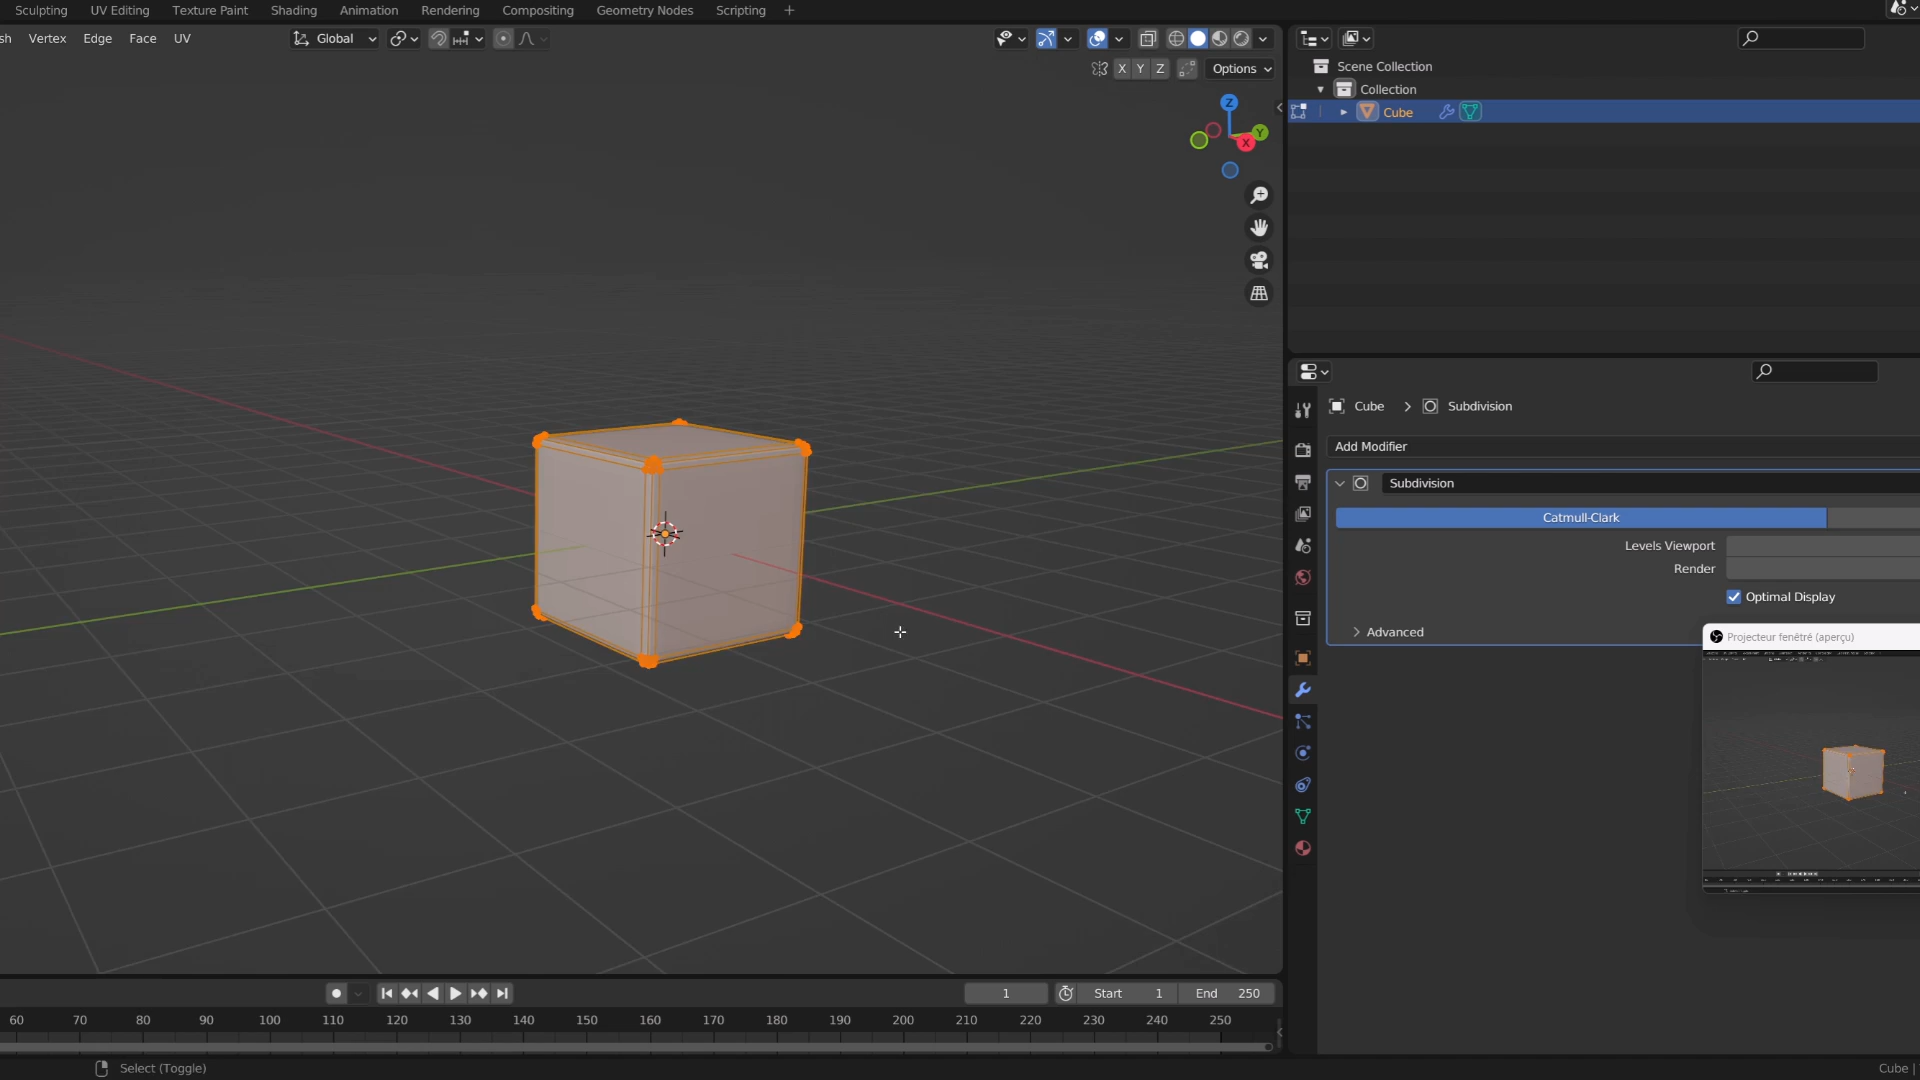 Sculpting UV Editing Texture Paint Shading Animation Rendering Compositing Geometry Nodes Scripting +
sh Vertex Edge Face UV Global
X Y Z Options
Z
Y
X
Scene Collection
Collection
Cube
Cube > Subdivision
Add Modifier
Subdivision
Catmull-Clark
Levels Viewport
Render
Optimal Display
Advanced
Projecteur fenêtré (aperçu)
1 Start 1 End 250
60 70 80 90 100 110 120 130 140 150 160 170 180 190 200 210 220 230 240 250
Select (Toggle)
Cube |